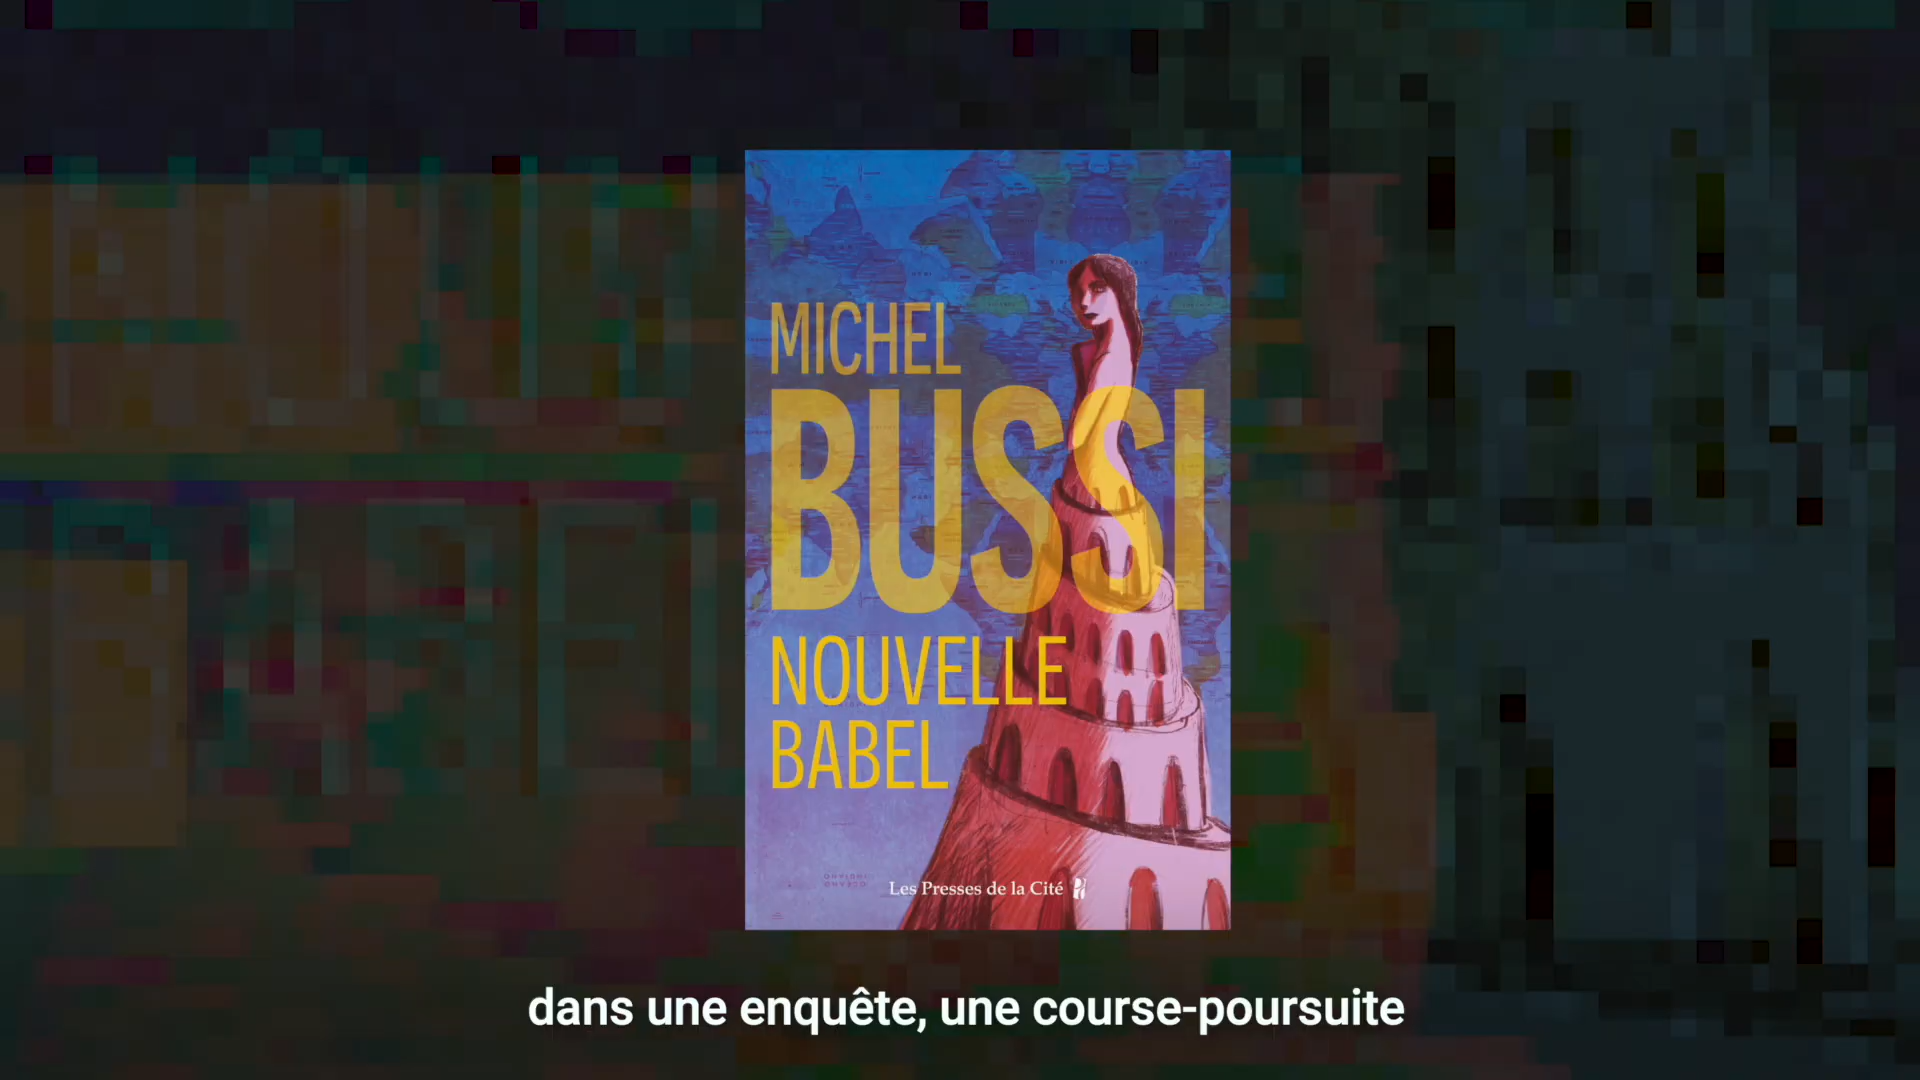 MICHEL
BUSSI
NOUVELLE
BABEL
Les Presses de la Cité
dans une enquête, une course-poursuite